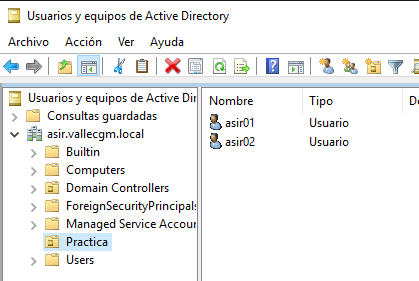 Usuarios y equipos de Active Directory
Archivo Acción Ver Ayuda
Usuarios y equipos de Active Dir
Consultas guardadas
asir.vallecgm.local
Builtin
Computers
Domain Controllers
ForeignSecurityPrincipals
Managed Service Accour
Practica
Users
Nombre Tipo De
asir01 Usuario
asir02 Usuario